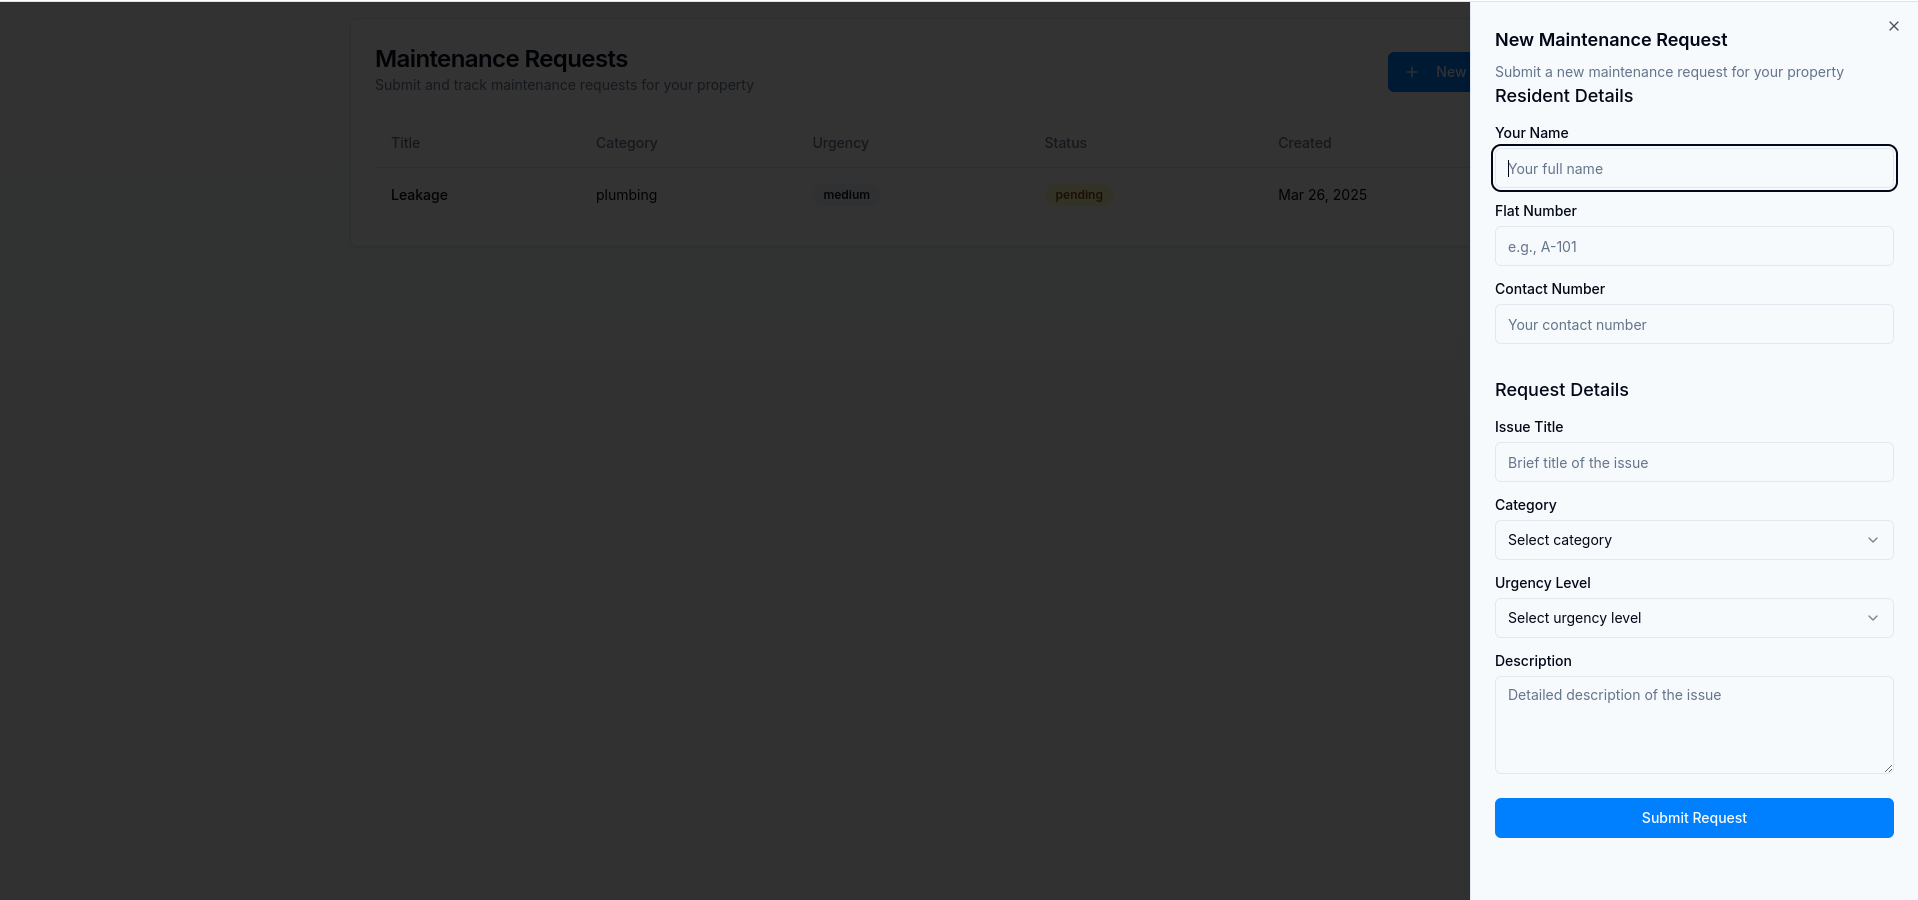 Maintenance Requests
Submit and track maintenance requests for your property
New
Title Category Urgency Status Created
Leakage plumbing medium pending Mar 26, 2025
New Maintenance Request
Submit a new maintenance request for your property
Resident Details
Your Name
Your full name
Flat Number
e.g., A-101
Contact Number
Your contact number
Request Details
Issue Title
Brief title of the issue
Category
Select category
Urgency Level
Select urgency level
Description
Detailed description of the issue
Submit Request